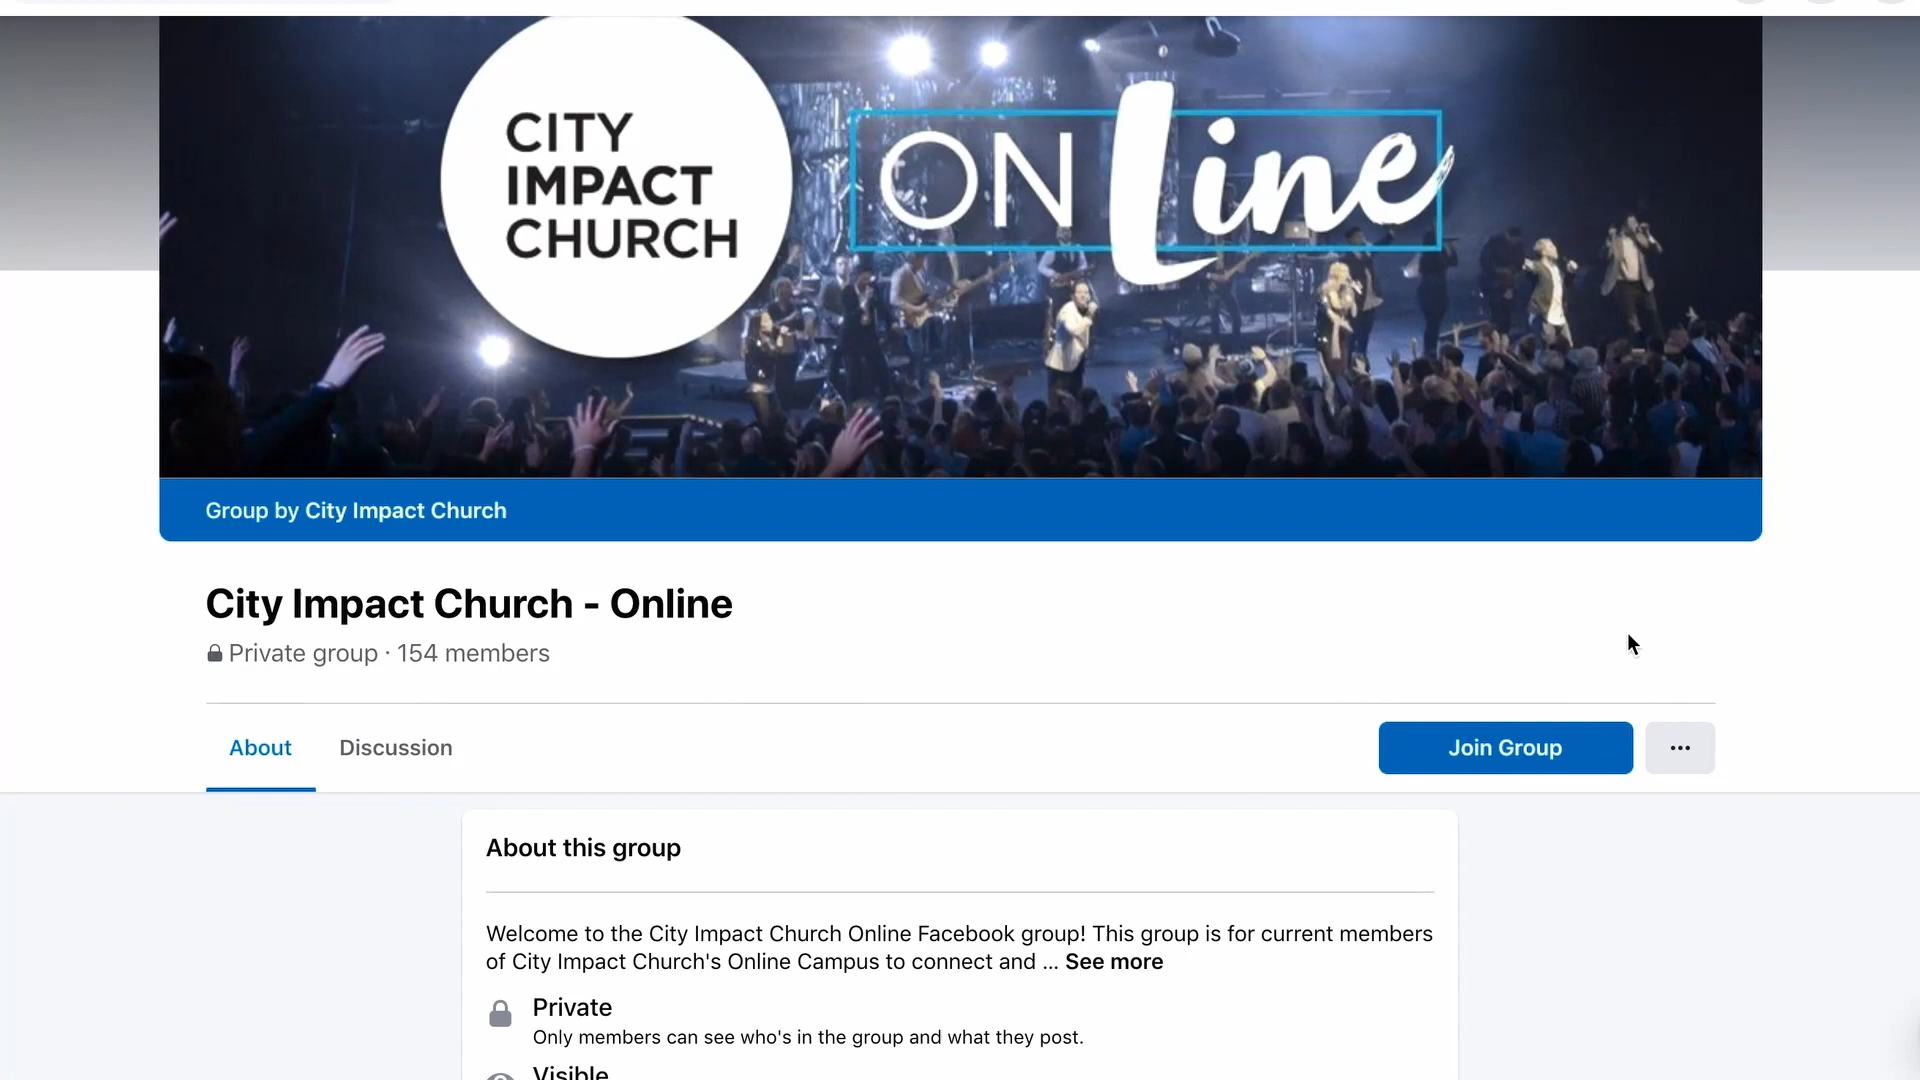 CITY
IMPACT
CHURCH
ON Line
Group by City Impact Church
City Impact Church - Online
Private group · 154 members
About
Discussion
Join Group
About this group
Welcome to the City Impact Church Online Facebook group! This group is for current members
of City Impact Church's Online Campus to connect and ... See more
Private
Only members can see who's in the group and what they post.
Visible